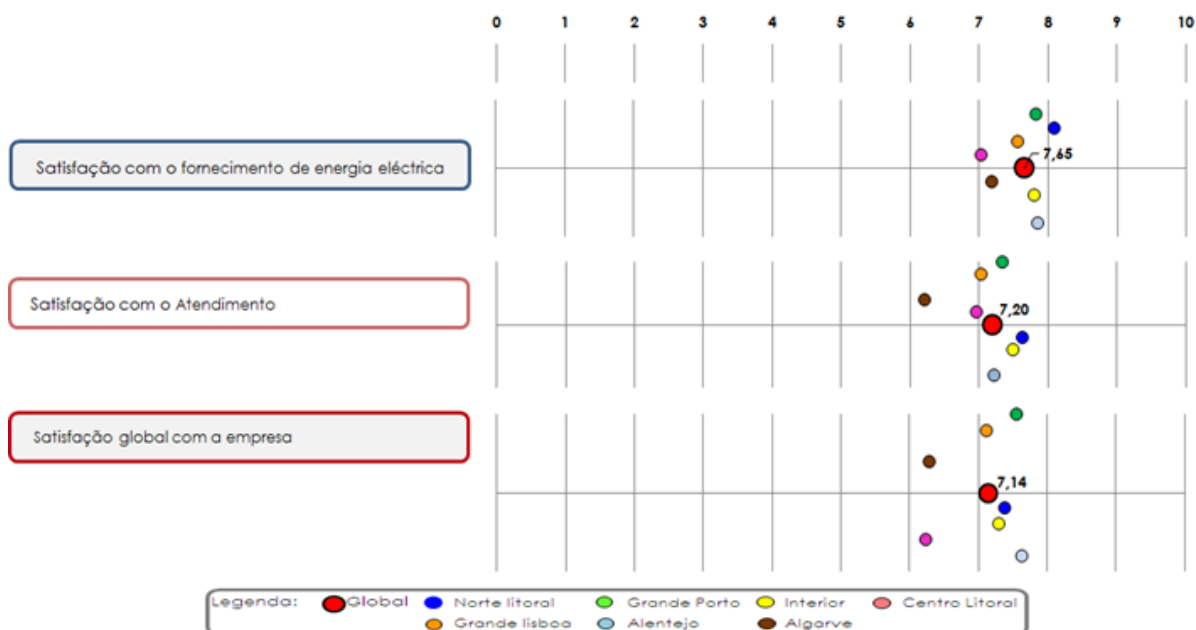 0 1 2 3 4 5 6 7 8 9 10
Satisfação com o fornecimento de energia eléctrica
7,65
Satisfação com o Atendimento
7,20
Satisfação global com a empresa
7,14
Legenda: Global Norte litoral Grande Porto Interior Centro Litoral
Grande lisboa Alentejo Algarve